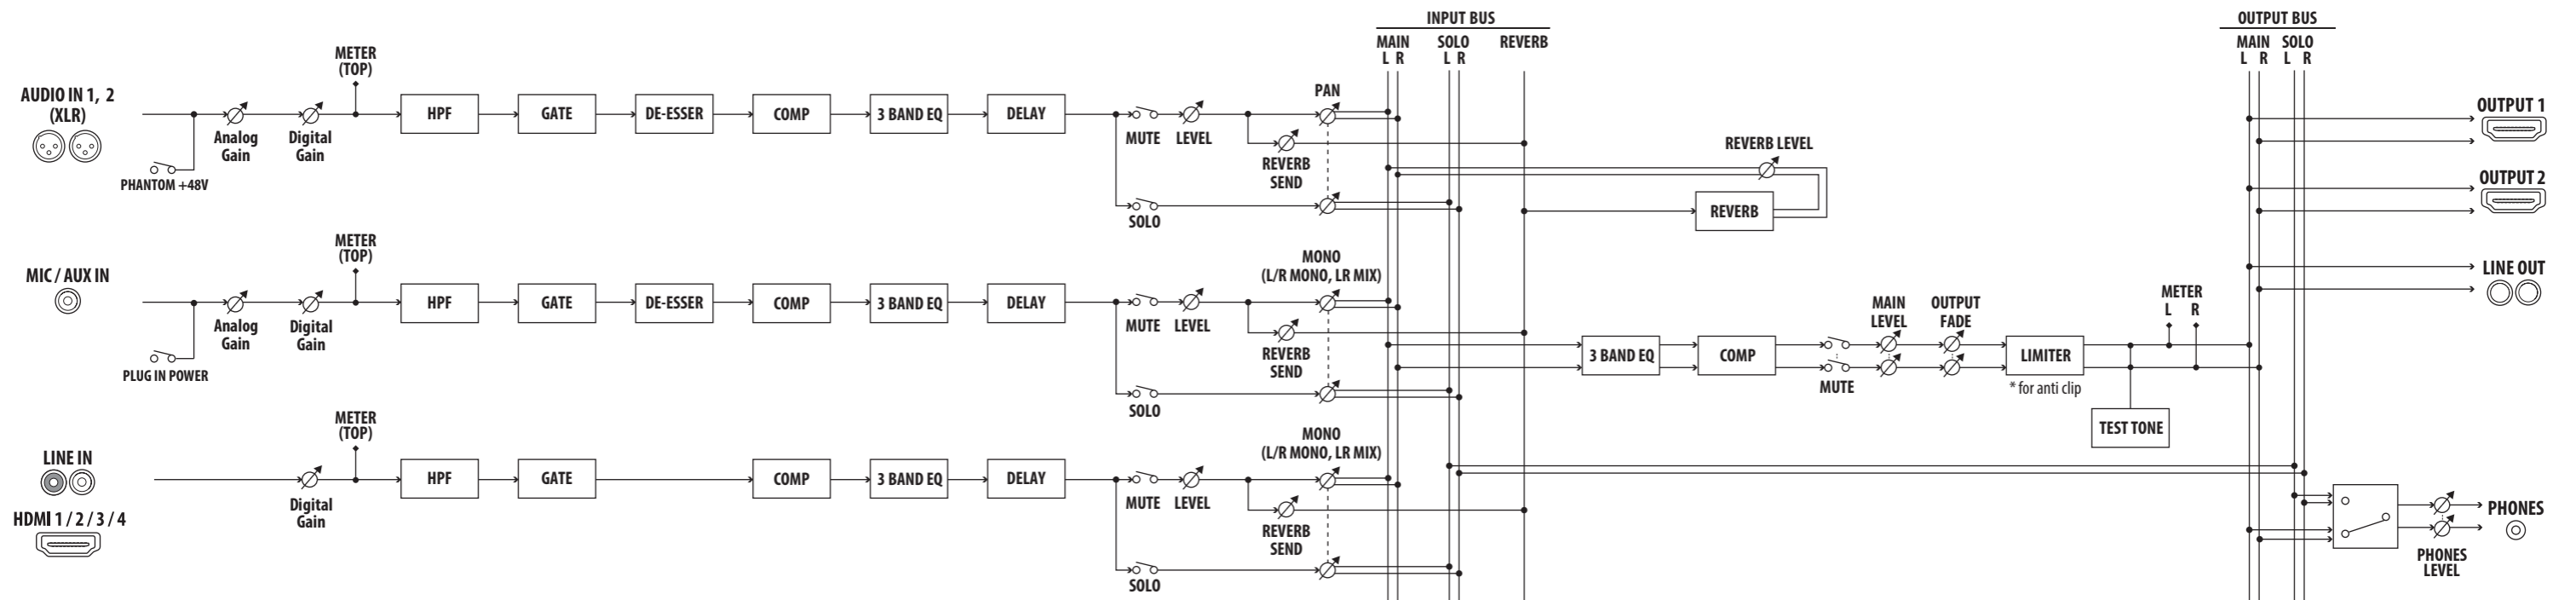 INPUT BUS
MAIN
L R
SOLO
L R
REVERB
OUTPUT BUS
MAIN
L R
SOLO
L R
AUDIO IN 1, 2
(XLR)
PHANTOM +48V
Analog
Gain
Digital
Gain
METER
(TOP)
HPF
GATE
DE-ESSER
COMP
3 BAND EQ
DELAY
MUTE
LEVEL
SOLO
REVERB
SEND
PAN
REVERB LEVEL
REVERB
OUTPUT 1
OUTPUT 2
LINE OUT
MIC / AUX IN
PLUG IN POWER
Analog
Gain
Digital
Gain
METER
(TOP)
HPF
GATE
DE-ESSER
COMP
3 BAND EQ
DELAY
MUTE
LEVEL
SOLO
REVERB
SEND
MONO
(L/R MONO, LR MIX)
3 BAND EQ
COMP
MUTE
MAIN
LEVEL
OUTPUT
FADE
LIMITER
* for anti clip
METER
L R
TEST TONE
LINE IN
HDMI 1 / 2 / 3 / 4
Digital
Gain
METER
(TOP)
HPF
GATE
COMP
3 BAND EQ
DELAY
MUTE
LEVEL
SOLO
REVERB
SEND
MONO
(L/R MONO, LR MIX)
PHONES
PHONES
LEVEL